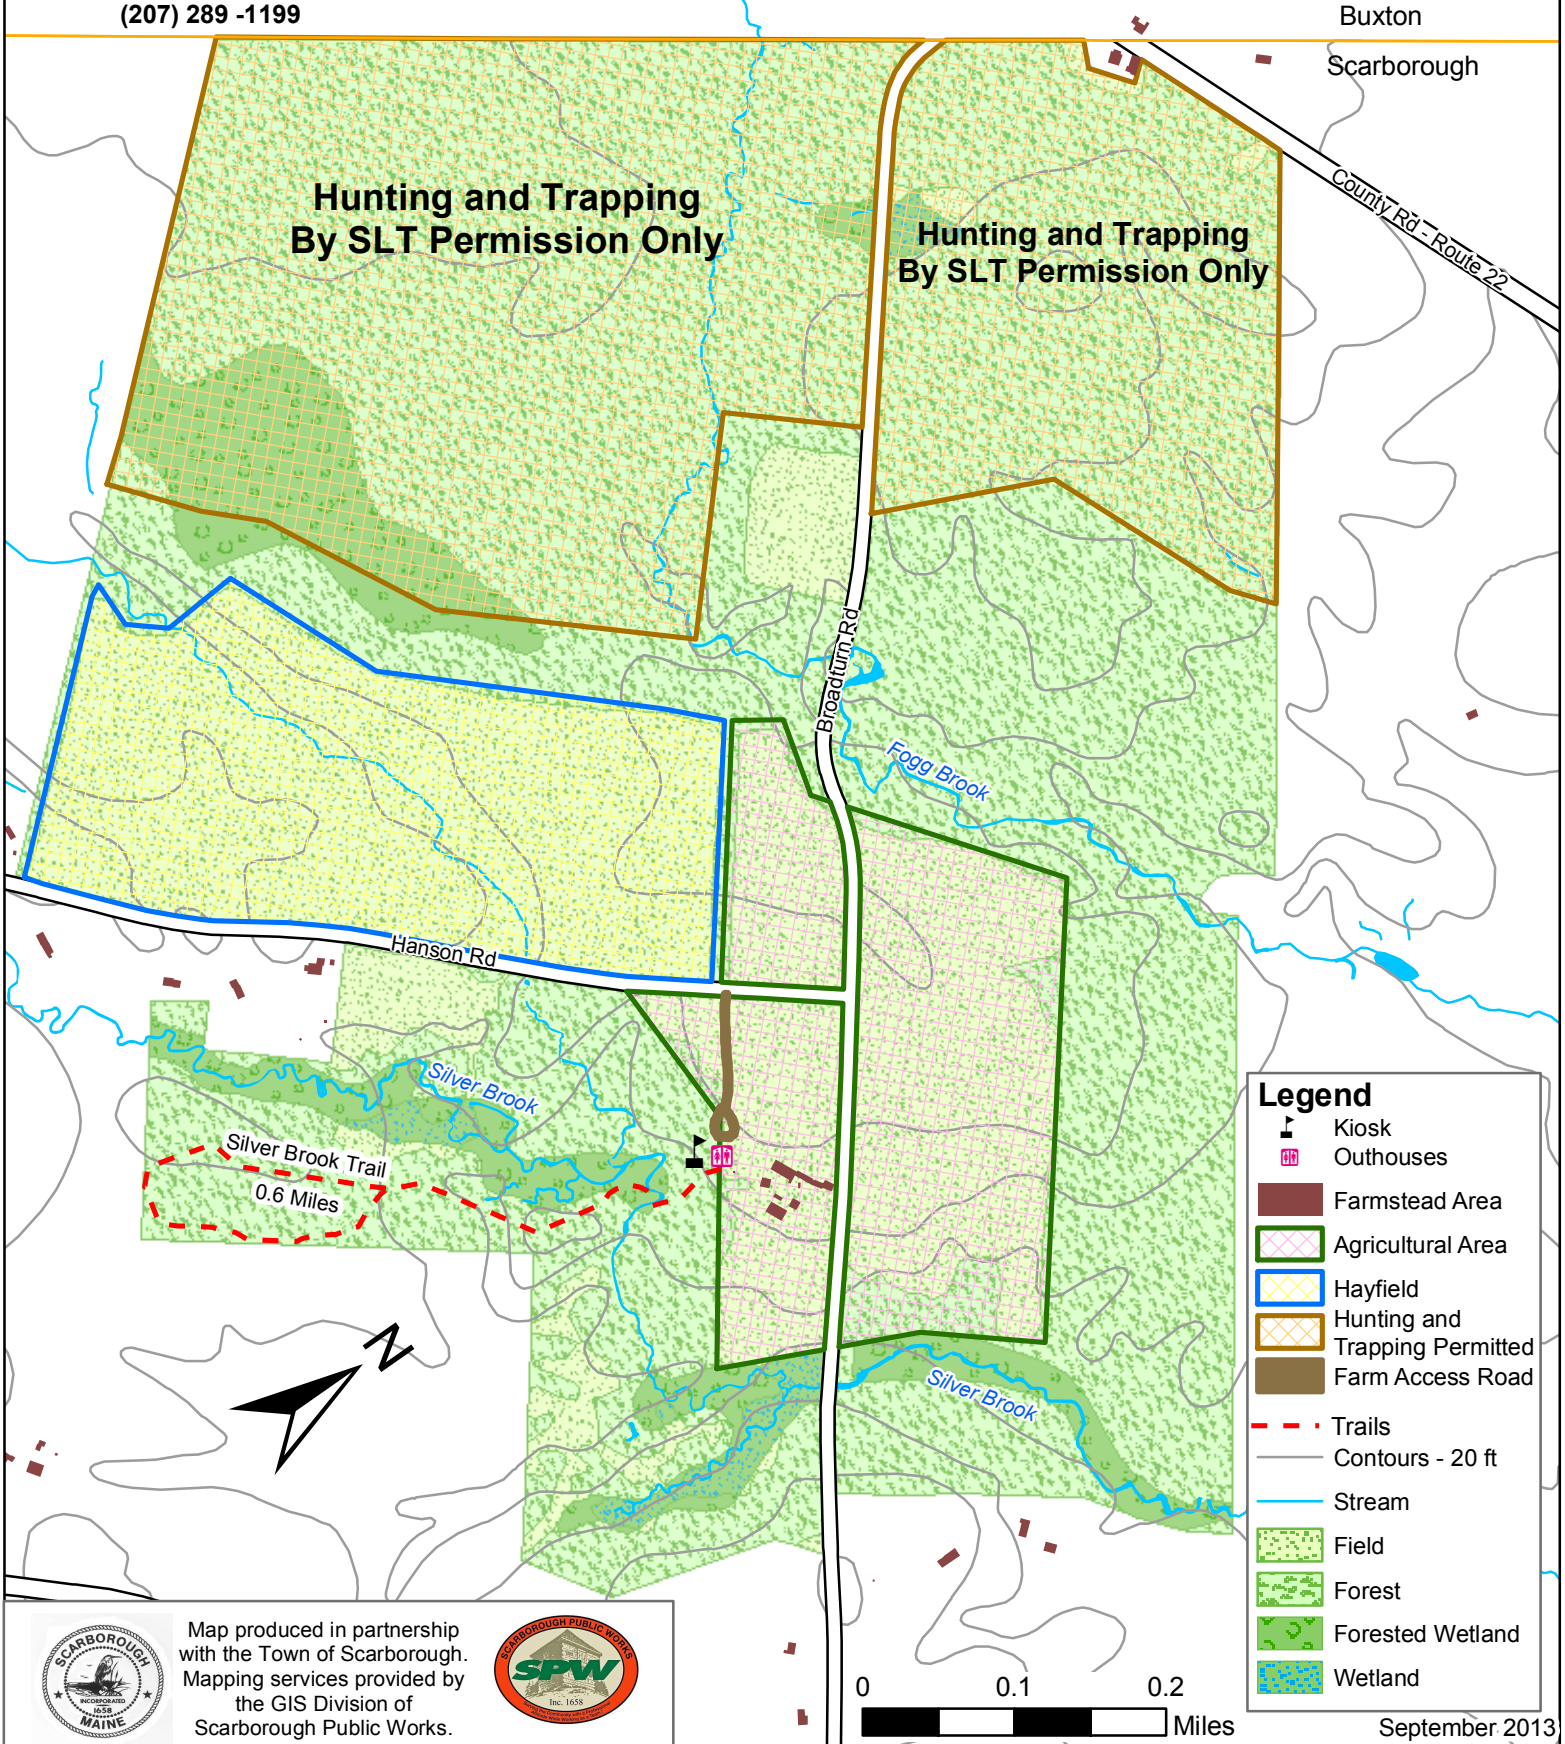 (207) 289 -1199
Buxton
Scarborough
Hunting and Trapping
By SLT Permission Only
Hunting and Trapping
By SLT Permission Only
County Rd - Route 22
Broadturn Rd
Fogg Brook
Hanson Rd
Silver Brook
Silver Brook Trail
0.6 Miles
N
Silver Brook
Legend
Kiosk
Outhouses
Farmstead Area
Agricultural Area
Hayfield
Hunting and
Trapping Permitted
Farm Access Road
Trails
Contours - 20 ft
Stream
Field
Forest
Forested Wetland
Wetland
SCARBOROUGH
INCORPORATED
1658
MAINE
Map produced in partnership
with the Town of Scarborough.
Mapping services provided by
the GIS Division of
Scarborough Public Works.
SCARBOROUGH PUBLIC WORKS
SPW
Inc. 1658
0 0.1 0.2
Miles
September 2013